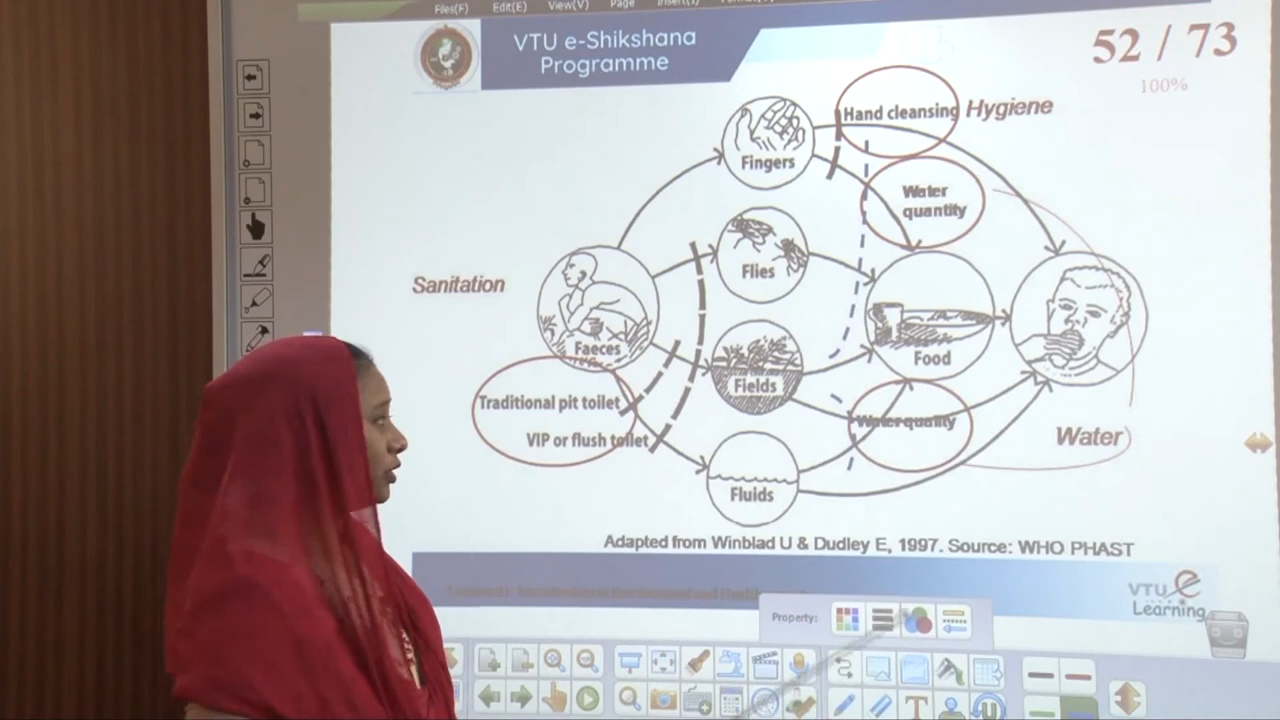 Files(F) Edit(E) View(V) Page Insert(I)
VTU e-Shikshana
Programme
52 / 73
100%
Hand cleansing
Hygiene
Fingers
Water
quantity
Flies
Sanitation
Faeces
Food
Fields
Traditional pit toilet
VIP or flush toilet
Water quality
Water
Fluids
Adapted from Winblad U & Dudley E, 1997. Source: WHO PHAST
VTU e
Learning
Property: